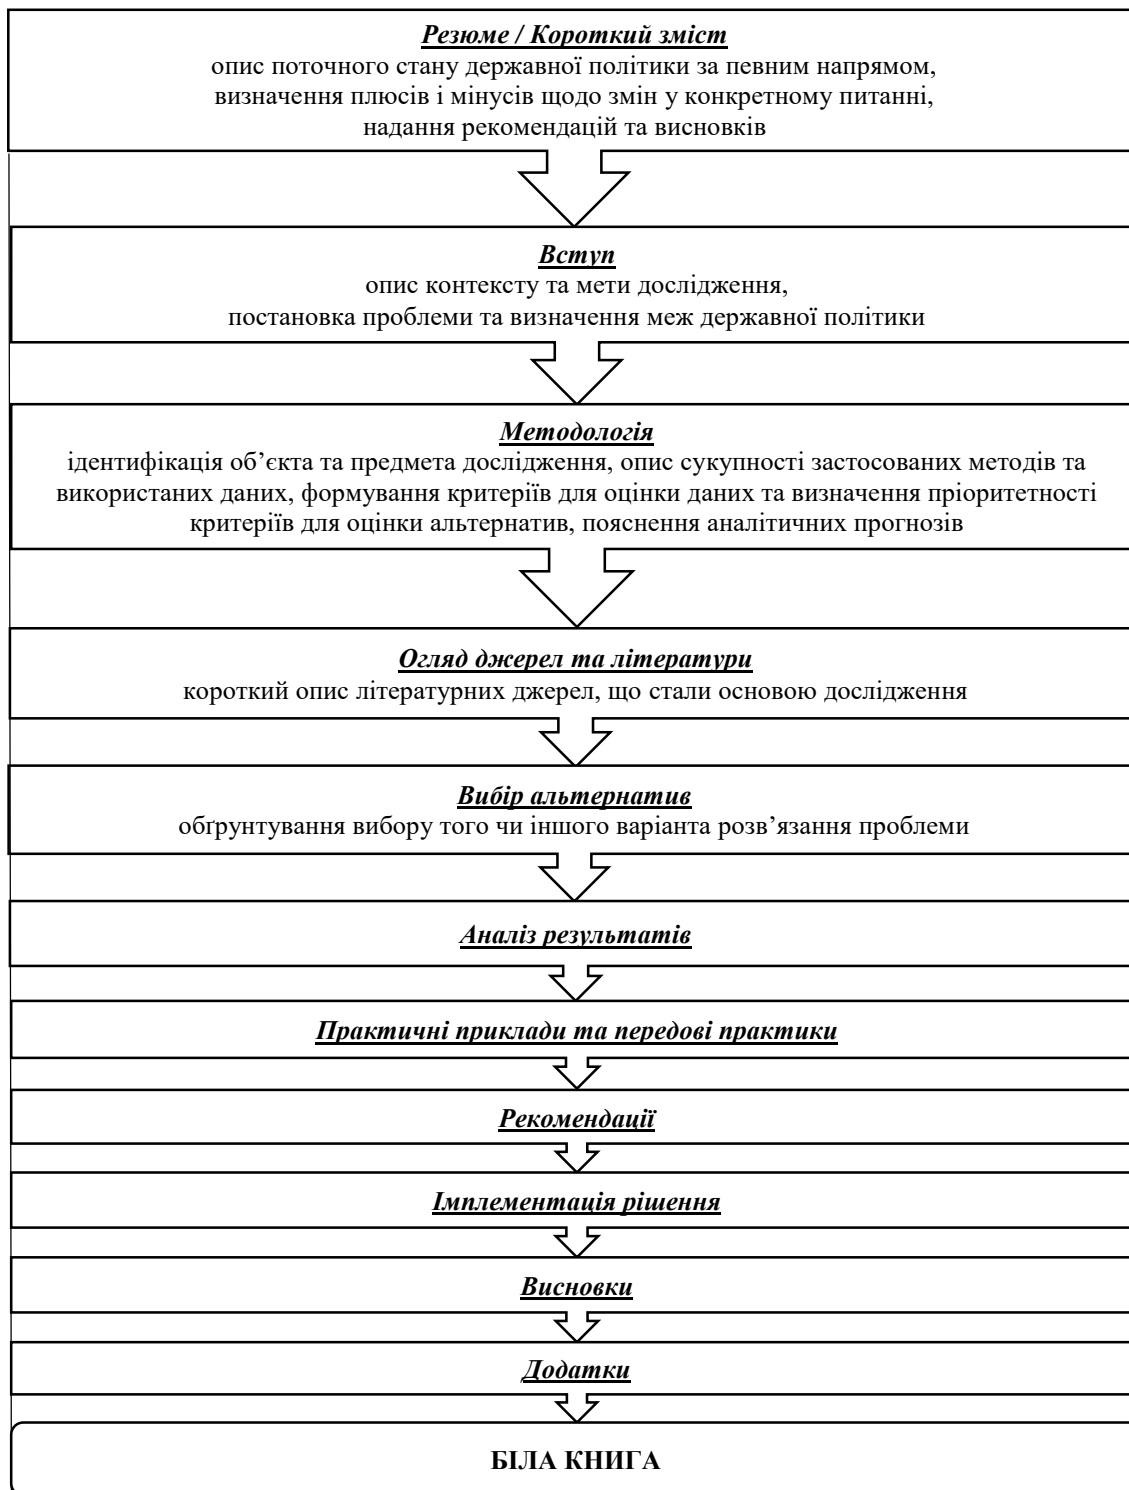 Резюме / Короткий зміст
опис поточного стану державної політики за певним напрямом,
визначення плюсів і мінусів щодо змін у конкретному питанні,
надання рекомендацій та висновків
Вступ
опис контексту та мети дослідження,
постановка проблеми та визначення меж державної політики
Методологія
ідентифікація об’єкта та предмета дослідження, опис сукупності застосованих методів та
використаних даних, формування критеріїв для оцінки даних та визначення пріоритетності
критеріїв для оцінки альтернатив, пояснення аналітичних прогнозів
Огляд джерел та літератури
короткий опис літературних джерел, що стали основою дослідження
Вибір альтернатив
обґрунтування вибору того чи іншого варіанта розв’язання проблеми
Аналіз результатів
Практичні приклади та передові практики
Рекомендації
Імплементація рішення
Висновки
Додатки
БІЛА КНИГА